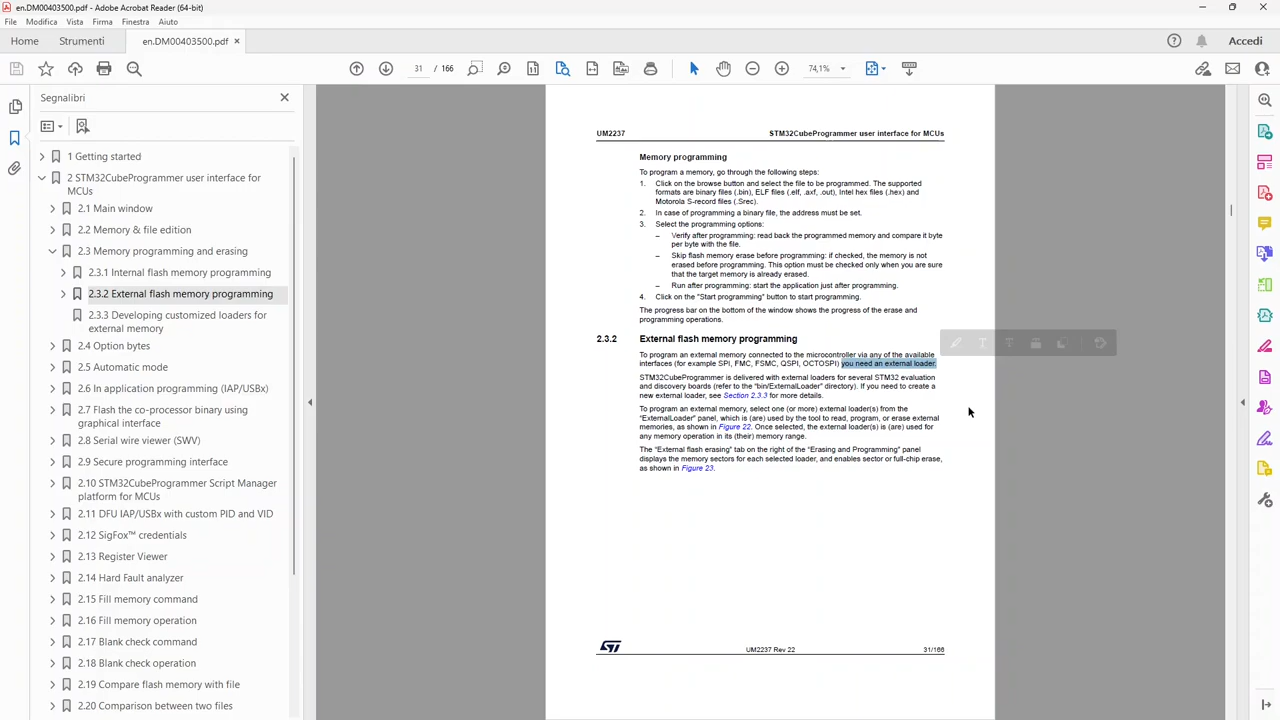 en.DM00403500.pdf - Adobe Acrobat Reader (64-bit)
File Modifica Vista Firma Finestra Aiuto
Home Strumenti en.DM00403500.pdf × Accedi
31 / 166 74,1%
Segnalibri
1 Getting started
2 STM32CubeProgrammer user interface for
MCUs
2.1 Main window
2.2 Memory & file edition
2.3 Memory programming and erasing
2.3.1 Internal flash memory programming
2.3.2 External flash memory programming
2.3.3 Developing customized loaders for
external memory
2.4 Option bytes
2.5 Automatic mode
2.6 In application programming (IAP/USBx)
2.7 Flash the co-processor binary using
graphical interface
2.8 Serial wire viewer (SWV)
2.9 Secure programming interface
2.10 STM32CubeProgrammer Script Manager
platform for MCUs
2.11 DFU IAP/USBx with custom PID and VID
2.12 SigFox™ credentials
2.13 Register Viewer
2.14 Hard Fault analyzer
2.15 Fill memory command
2.16 Fill memory operation
2.17 Blank check command
2.18 Blank check operation
2.19 Compare flash memory with file
2.20 Comparison between two files
UM2237 STM32CubeProgrammer user interface for MCUs
Memory programming
To program a memory, go through the following steps:
1. Click on the browse button and select the file to be programmed. The supported
formats are binary files (.bin), ELF files (.elf, .axf, .out), Intel hex files (.hex) and
Motorola S-record files (.Srec).
2. In case of programming a binary file, the address must be set.
3. Select the programming options:
– Verify after programming: read back the programmed memory and compare it byte
per byte with the file.
– Skip flash memory erase before programming: if checked, the memory is not
erased before programming. This option must be checked only when you are sure
that the target memory is already erased.
– Run after programming: start the application just after programming.
4. Click on the "Start programming" button to start programming.
The progress bar on the bottom of the window shows the progress of the erase and
programming operations.
2.3.2 External flash memory programming
To program an external memory connected to the microcontroller via any of the available
interfaces (for example SPI, FMC, FSMC, QSPI, OCTOSPI) you need an external loader.
STM32CubeProgrammer is delivered with external loaders for several STM32 evaluation
and discovery boards (refer to the "bin/ExternalLoader" directory). If you need to create a
new external loader, see Section 2.3.3 for more details.
To program an external memory, select one (or more) external loader(s) from the
"ExternalLoader" panel, which is (are) used by the tool to read, program, or erase external
memories, as shown in Figure 22. Once selected, the external loader(s) is (are) used for
any memory operation in its (their) memory range.
The "External flash erasing" tab on the right of the "Erasing and Programming" panel
displays the memory sectors for each selected loader, and enables sector or full-chip erase,
as shown in Figure 23.
ST UM2237 Rev 22 31/166